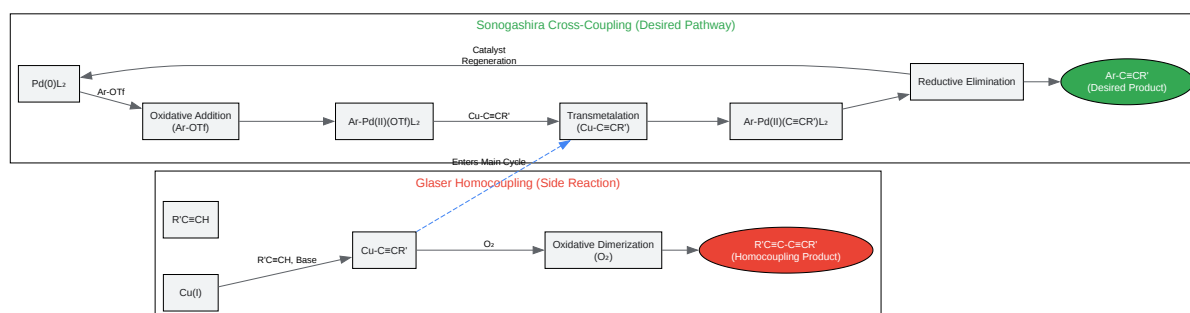 Sonogashira Cross-Coupling (Desired Pathway)
Catalyst
Regeneration
Pd(0)L₂
Ar-OTf
Oxidative Addition
(Ar-OTf)
Ar-Pd(II)(OTf)L₂
Cu-C≡CR'
Transmetalation
(Cu-C≡CR')
Ar-Pd(II)(C≡CR')L₂
Reductive Elimination
Ar-C≡CR'
(Desired Product)
Enters Main Cycle
Glaser Homocoupling (Side Reaction)
R'C≡CH
Cu(I)
R'C≡CH, Base
Cu-C≡CR'
O₂
Oxidative Dimerization
(O₂)
R'C≡C-C≡CR'
(Homocoupling Product)